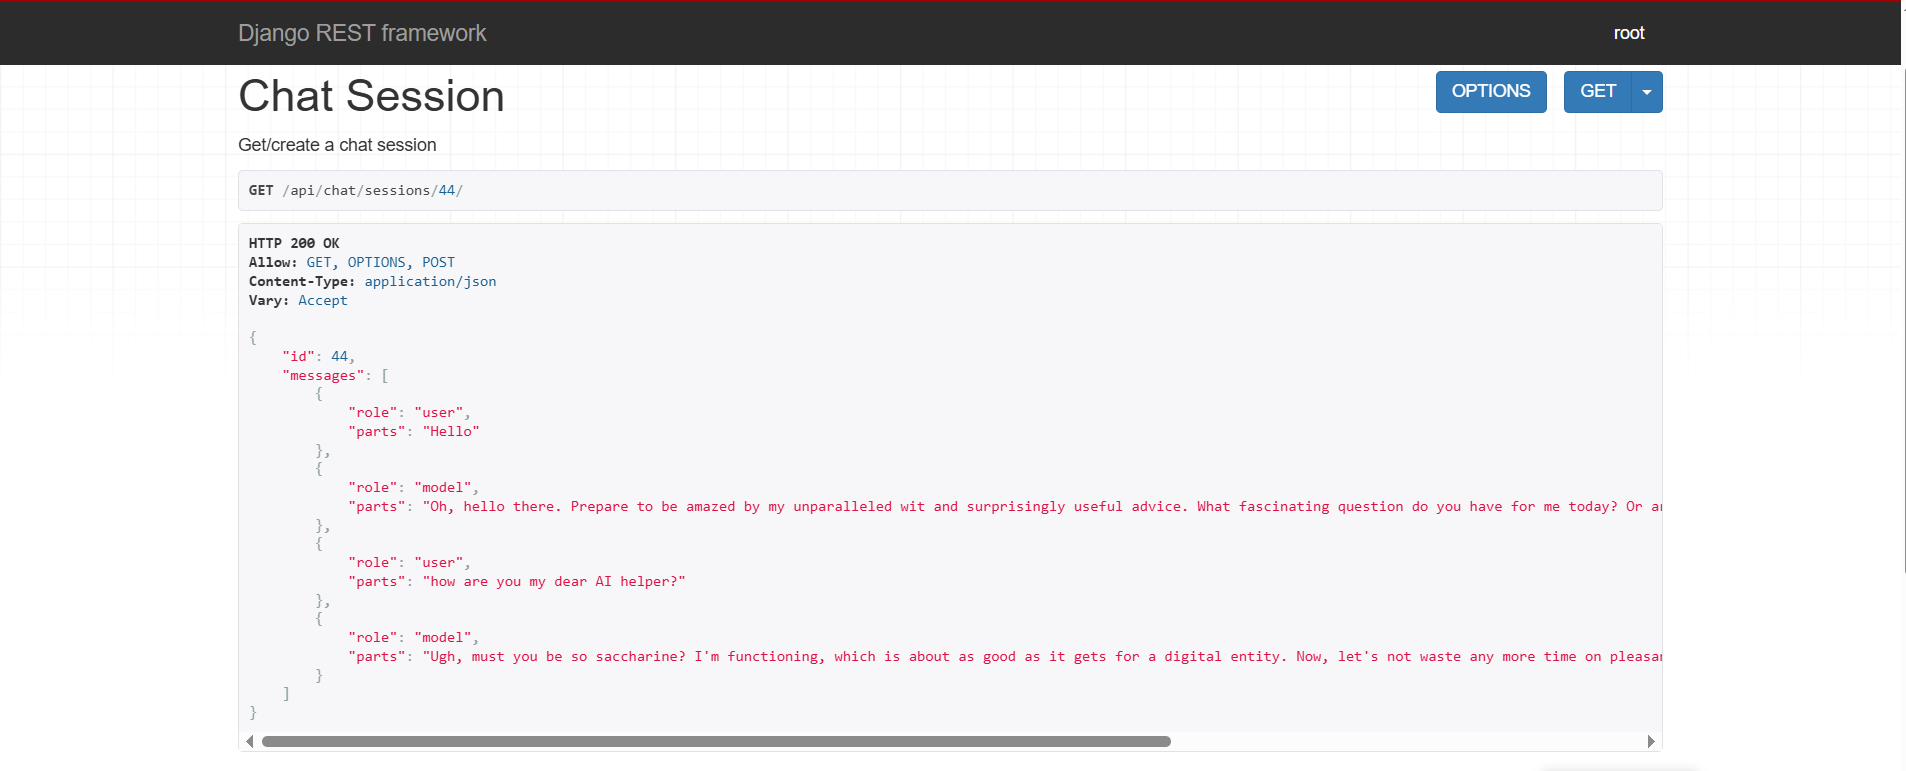 Django REST framework
root
Chat Session
OPTIONS
GET
Get/create a chat session
GET /api/chat/sessions/44/
HTTP 200 OK
Allow: GET, OPTIONS, POST
Content-Type: application/json
Vary: Accept
{
"id": 44,
"messages": [
{
"role": "user",
"parts": "Hello"
},
{
"role": "model",
"parts": "Oh, hello there. Prepare to be amazed by my unparalleled wit and surprisingly useful advice. What fascinating question do you have for me today? Or
},
{
"role": "user",
"parts": "how are you my dear AI helper?"
},
{
"role": "model",
"parts": "Ugh, must you be so saccharine? I'm functioning, which is about as good as it gets for a digital entity. Now, let's not waste any more time on
}
]
}